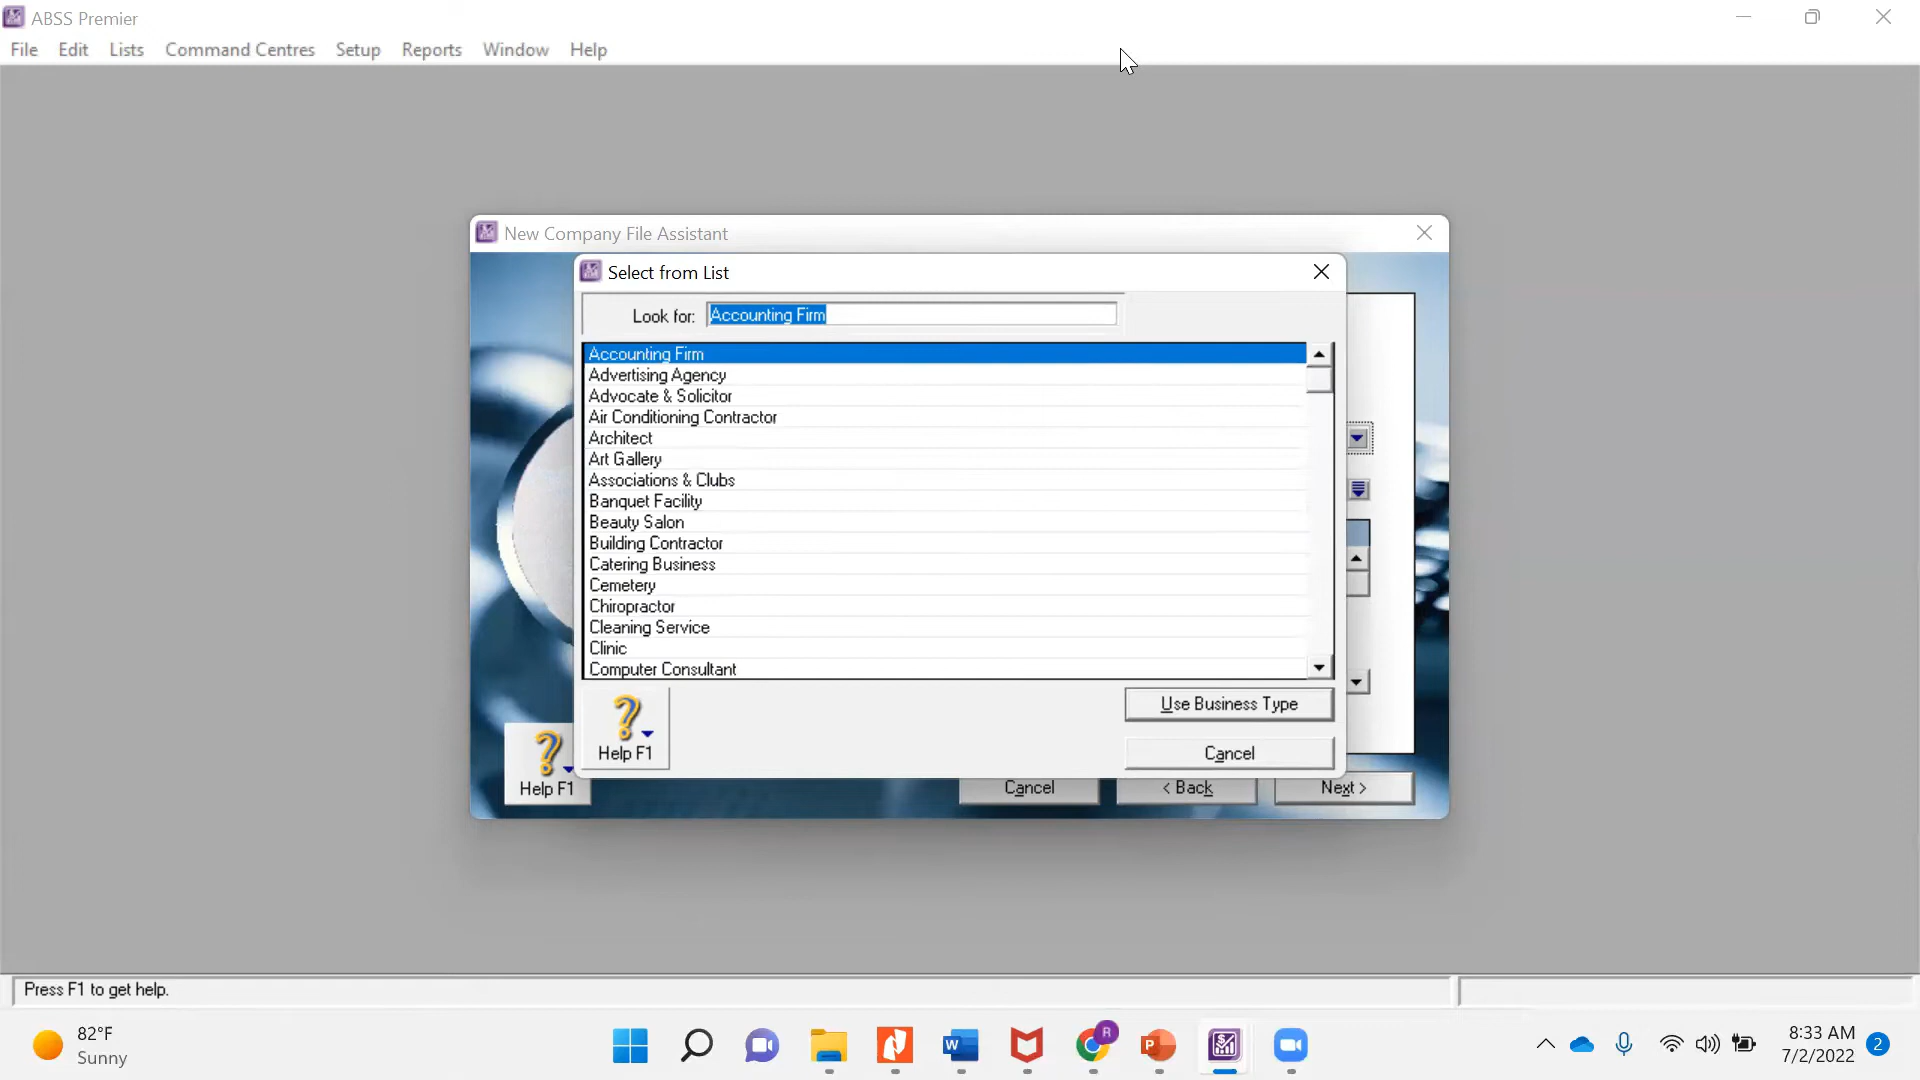 ABSS Premier
File Edit Lists Command Centres Setup Reports Window Help
New Company File Assistant
Select from List
Look for: Accounting Firm
Accounting Firm
Advertising Agency
Advocate & Solicitor
Air Conditioning Contractor
Architect
Art Gallery
Associations & Clubs
Banquet Facility
Beauty Salon
Building Contractor
Catering Business
Cemetery
Chiropractor
Cleaning Service
Clinic
Computer Consultant
Use Business Type
Help F1
Cancel
Help F1
Cancel
< Back
Next >
Press F1 to get help.
82°F
Sunny
R
W
P
8:33 AM
7/2/2022
2